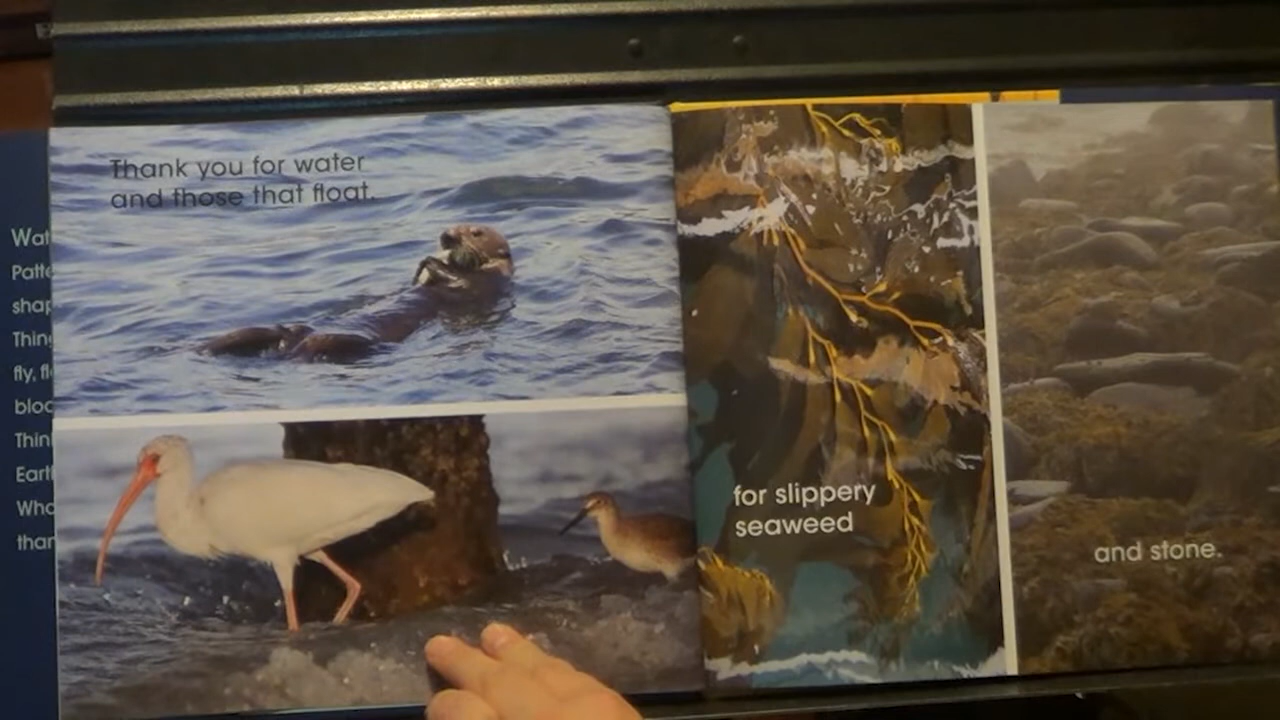 Thank you for water
and those that float.
for slippery
seaweed
and stone.